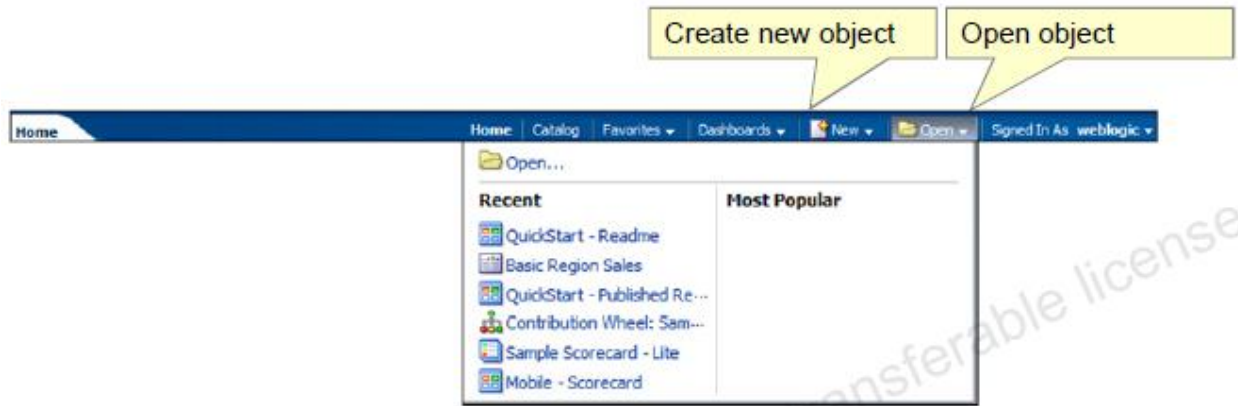 Create new object
Open object
Home
Home Catalog Favorites Dashboards New Open Signed In As weblogic
Open...
Recent
Most Popular
QuickStart - Readme
Basic Region Sales
QuickStart - Published Re...
Contribution Wheel: Sam...
Sample Scorecard - Lite
Mobile - Scorecard
license